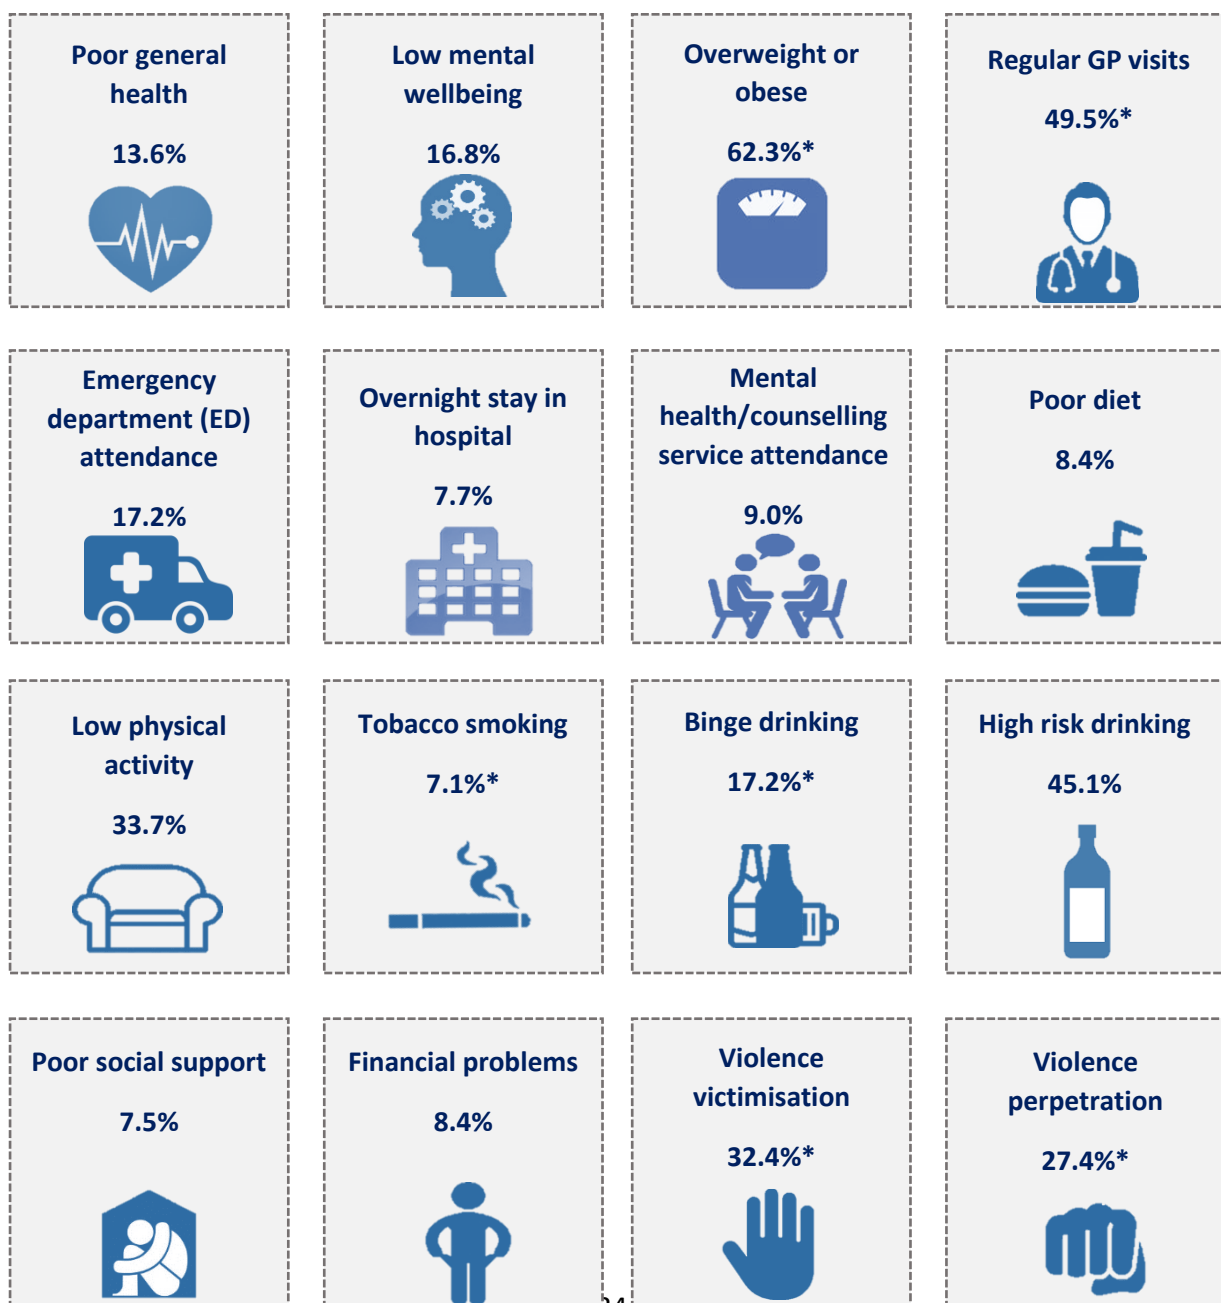 Poor general
health
13.6%
Low mental
wellbeing
16.8%
Overweight or
obese
62.3%*
Regular GP visits
49.5%*
Emergency
department (ED)
attendance
17.2%
Overnight stay in
hospital
7.7%
Mental
health/counselling
service attendance
9.0%
Poor diet
8.4%
Low physical
activity
33.7%
Tobacco smoking
7.1%*
Binge drinking
17.2%*
High risk drinking
45.1%
Poor social support
7.5%
Financial problems
8.4%
Violence
victimisation
32.4%*
Violence
perpetration
27.4%*